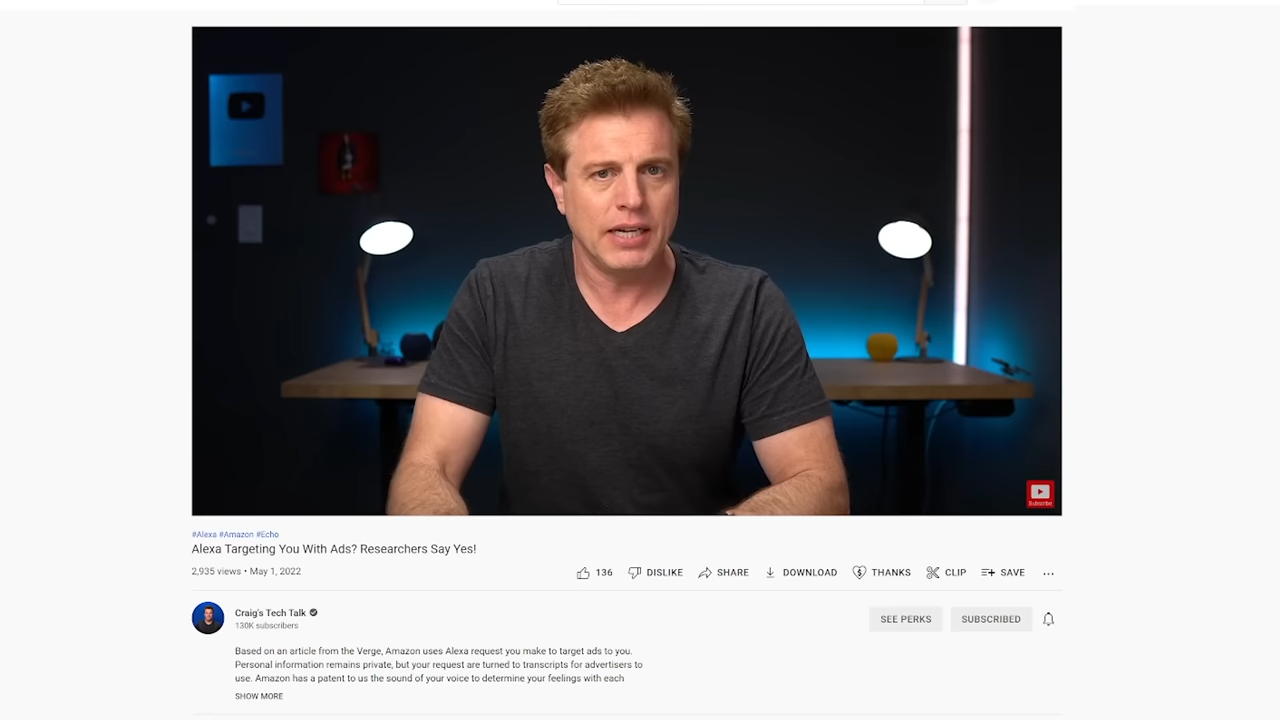 Subscribe
#Alexa #Amazon #Echo
Alexa Targeting You With Ads? Researchers Say Yes!
2,935 views • May 1, 2022
136 DISLIKE SHARE DOWNLOAD THANKS CLIP SAVE ...
Craig's Tech Talk
130K subscribers
SEE PERKS SUBSCRIBED
Based on an article from the Verge, Amazon uses Alexa request you make to target ads to you.
Personal information remains private, but your request are turned to transcripts for advertisers to
use. Amazon has a patent to us the sound of your voice to determine your feelings with each
SHOW MORE